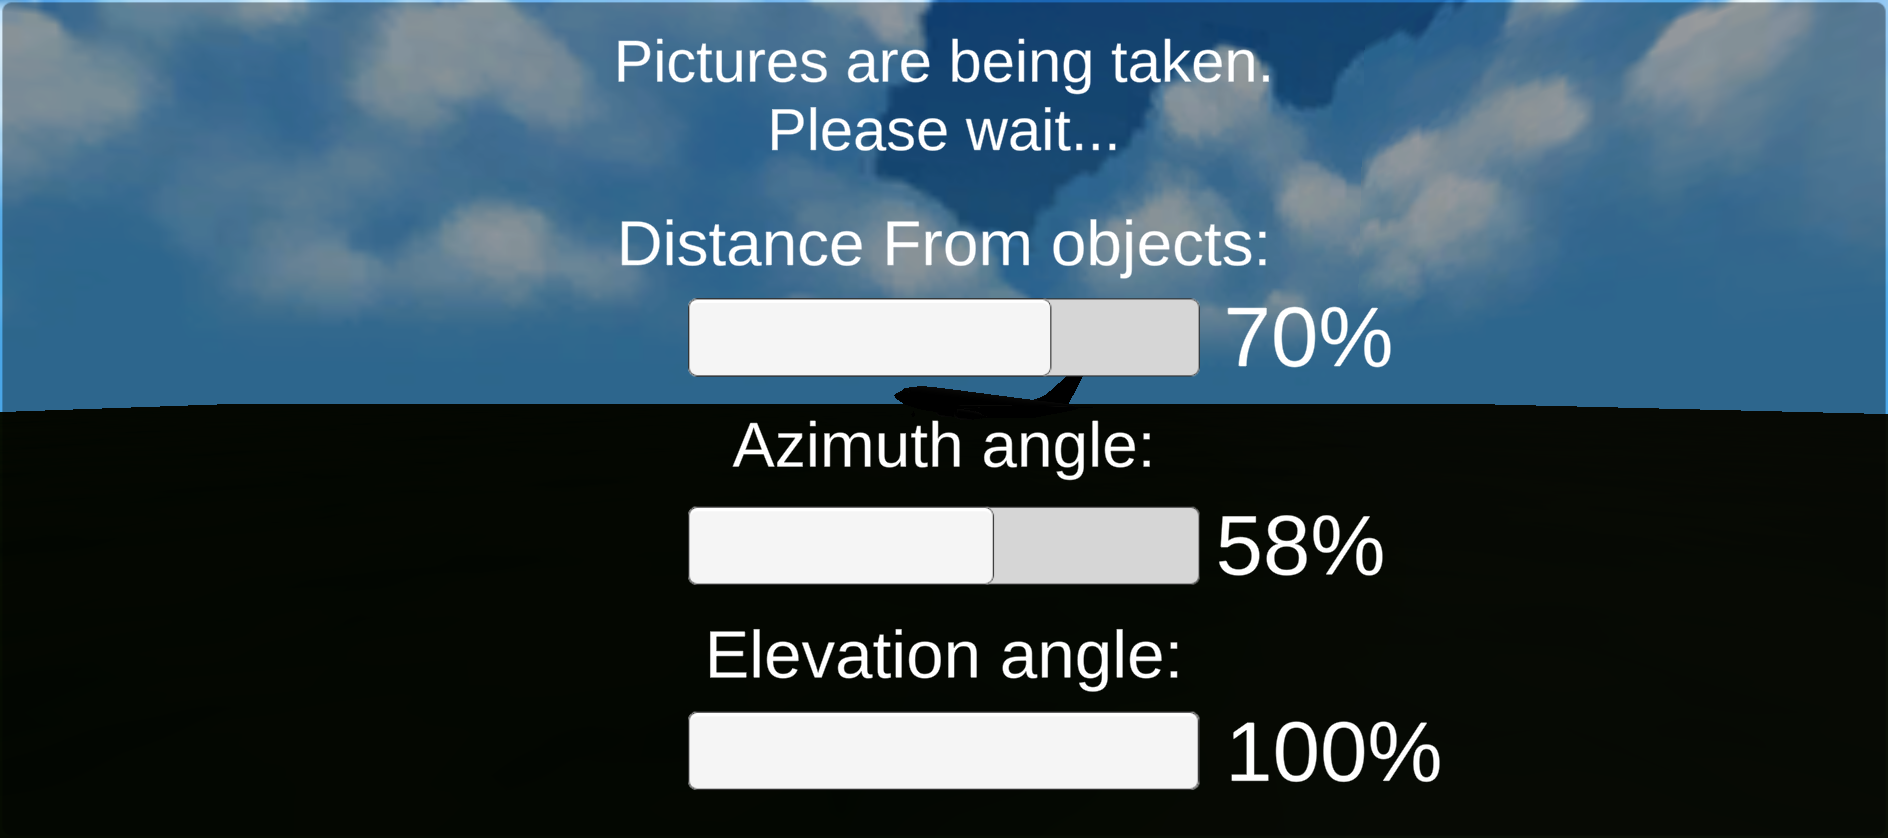 Pictures are being taken.
Please wait...
Distance From objects:
70%
Azimuth angle:
58%
Elevation angle:
100%